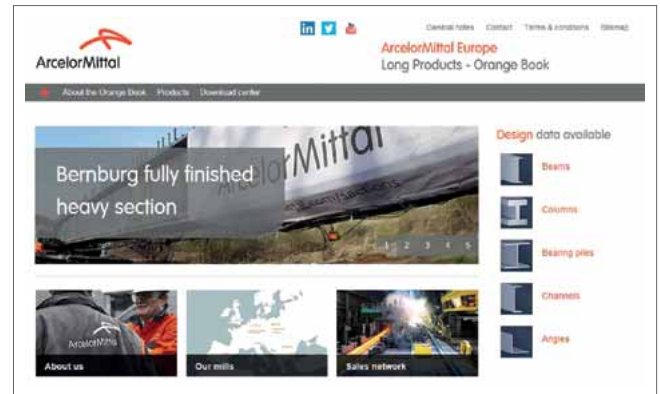 General notes Contact Terms & conditions Sitemap
ArcelorMittal
ArcelorMittal Europe
Long Products - Orange Book
About the Orange Book Products Download center
ArcelorMittal
Bernburg fully finished
heavy section
1 2 3 4 5
Design data available
Beams
Columns
Bearing piles
Channels
Angles
ArcelorMittal
About us
Our mills
Sales network